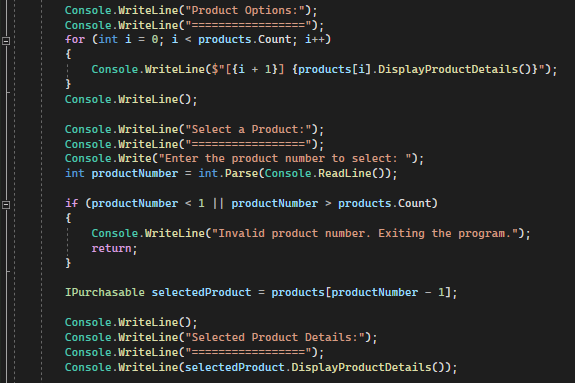 Console.WriteLine("Product Options:");
Console.WriteLine("=================");
for (int i = 0; i < products.Count; i++)
{
Console.WriteLine($"[{i + 1}] {products[i].DisplayProductDetails()}");
}
Console.WriteLine();
Console.WriteLine("Select a Product:");
Console.WriteLine("=================");
Console.Write("Enter the product number to select: ");
int productNumber = int.Parse(Console.ReadLine());
if (productNumber < 1 || productNumber > products.Count)
{
Console.WriteLine("Invalid product number. Exiting the program.");
return;
}
IPurchasable selectedProduct = products[productNumber - 1];
Console.WriteLine();
Console.WriteLine("Selected Product Details:");
Console.WriteLine("=================");
Console.WriteLine(selectedProduct.DisplayProductDetails());